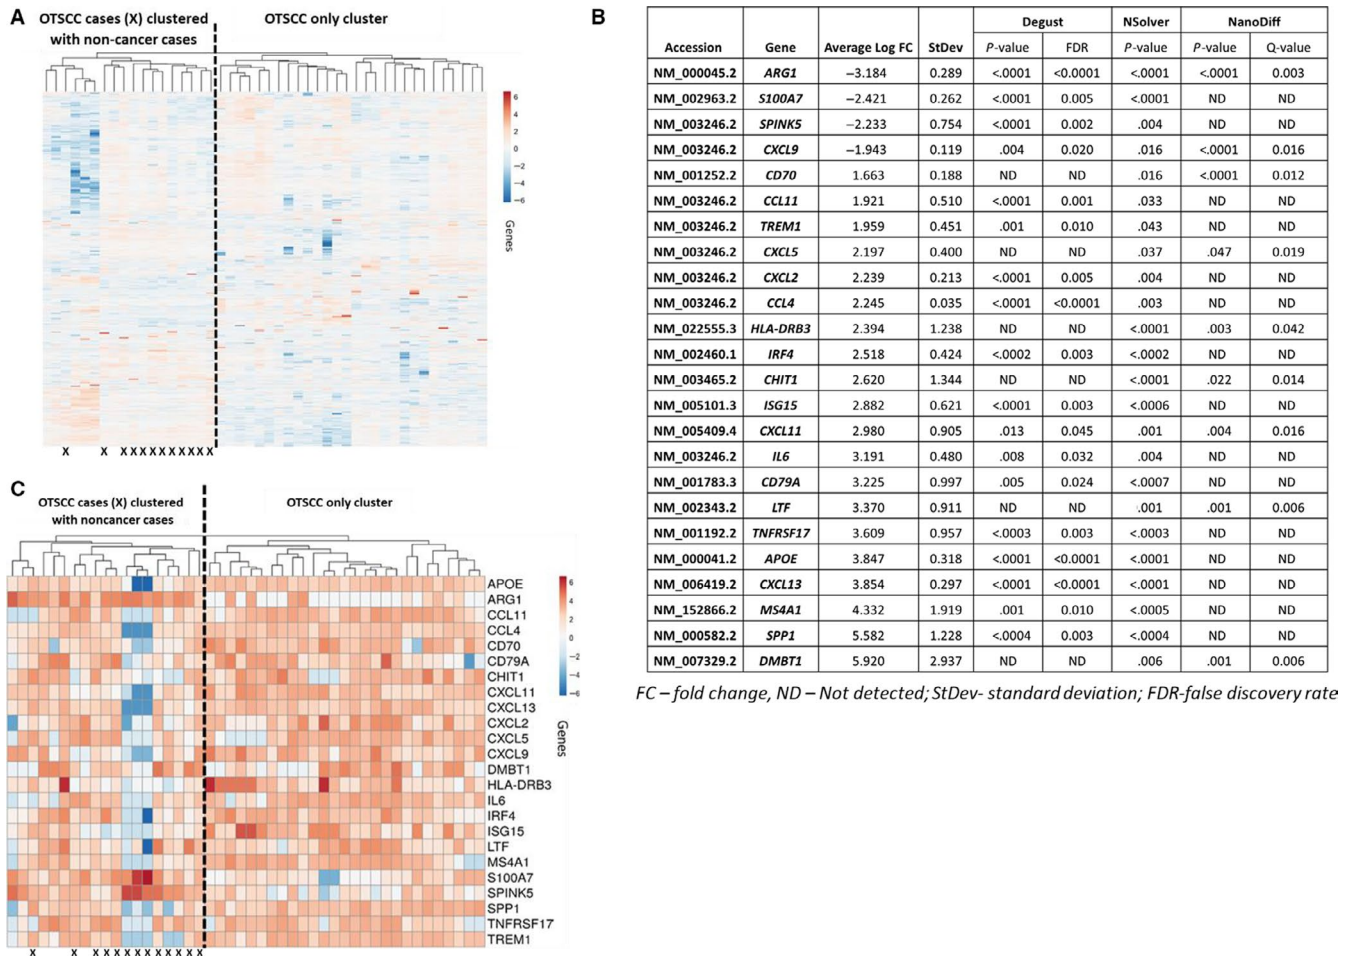 A
OTSCC cases (X) clustered
with non-cancer cases
OTSCC only cluster
6
4
2
0
−2
−4
−6
Genes
X X X X X X X X X X X X
B
Degust NSolver NanoDiff
Accession Gene Average Log FC StDev P-value FDR P-value P-value Q-value
NM_000045.2 ARG1 −3.184 0.289 <.0001 <0.0001 <.0001 <.0001 0.003
NM_002963.2 S100A7 −2.421 0.262 <.0001 0.005 <.0001 ND ND
NM_003246.2 SPINK5 −2.233 0.754 <.0001 0.002 .004 ND ND
NM_003246.2 CXCL9 −1.943 0.119 .004 0.020 .016 <.0001 0.016
NM_001252.2 CD70 1.663 0.188 ND ND .016 <.0001 0.012
NM_003246.2 CCL11 1.921 0.510 <.0001 0.001 .033 ND ND
NM_003246.2 TREM1 1.959 0.451 .001 0.010 .043 ND ND
NM_003246.2 CXCL5 2.197 0.400 ND ND .037 .047 0.019
NM_003246.2 CXCL2 2.239 0.213 <.0001 0.005 .004 ND ND
NM_003246.2 CCL4 2.245 0.035 <.0001 <0.0001 .003 ND ND
NM_022555.3 HLA-DRB3 2.394 1.238 ND ND <.0001 .003 0.042
NM_002460.1 IRF4 2.518 0.424 <.0002 0.003 <.0002 ND ND
NM_003465.2 CHIT1 2.620 1.344 ND ND <.0001 .022 0.014
NM_005101.3 ISG15 2.882 0.621 <.0001 0.003 <.0006 ND ND
NM_005409.4 CXCL11 2.980 0.905 .013 0.045 .001 .004 0.016
NM_003246.2 IL6 3.191 0.480 .008 0.032 .004 ND ND
NM_001783.3 CD79A 3.225 0.997 .005 0.024 <.0007 ND ND
NM_002343.2 LTF 3.370 0.911 ND ND .001 .001 0.006
NM_001192.2 TNFRSF17 3.609 0.957 <.0003 0.003 <.0003 ND ND
NM_000041.2 APOE 3.847 0.318 <.0001 <0.0001 <.0001 ND ND
NM_006419.2 CXCL13 3.854 0.297 <.0001 <0.0001 <.0001 ND ND
NM_152866.2 MS4A1 4.332 1.919 .001 0.010 <.0005 ND ND
NM_000582.2 SPP1 5.582 1.228 <.0004 0.003 <.0004 ND ND
NM_007329.2 DMBT1 5.920 2.937 ND ND .006 .001 0.006
FC – fold change, ND – Not detected; StDev- standard deviation; FDR-false discovery rate
C
OTSCC cases (X) clustered
with noncancer cases
OTSCC only cluster
APOE
ARG1
CCL11
CCL4
CD70
CD79A
CHIT1
CXCL11
CXCL13
CXCL2
CXCL5
CXCL9
DMBT1
HLA-DRB3
IL6
IRF4
ISG15
LTF
MS4A1
S100A7
SPINK5
SPP1
TNFRSF17
TREM1
6
4
2
0
−2
−4
−6
Genes
X X X X X X X X X X X X X